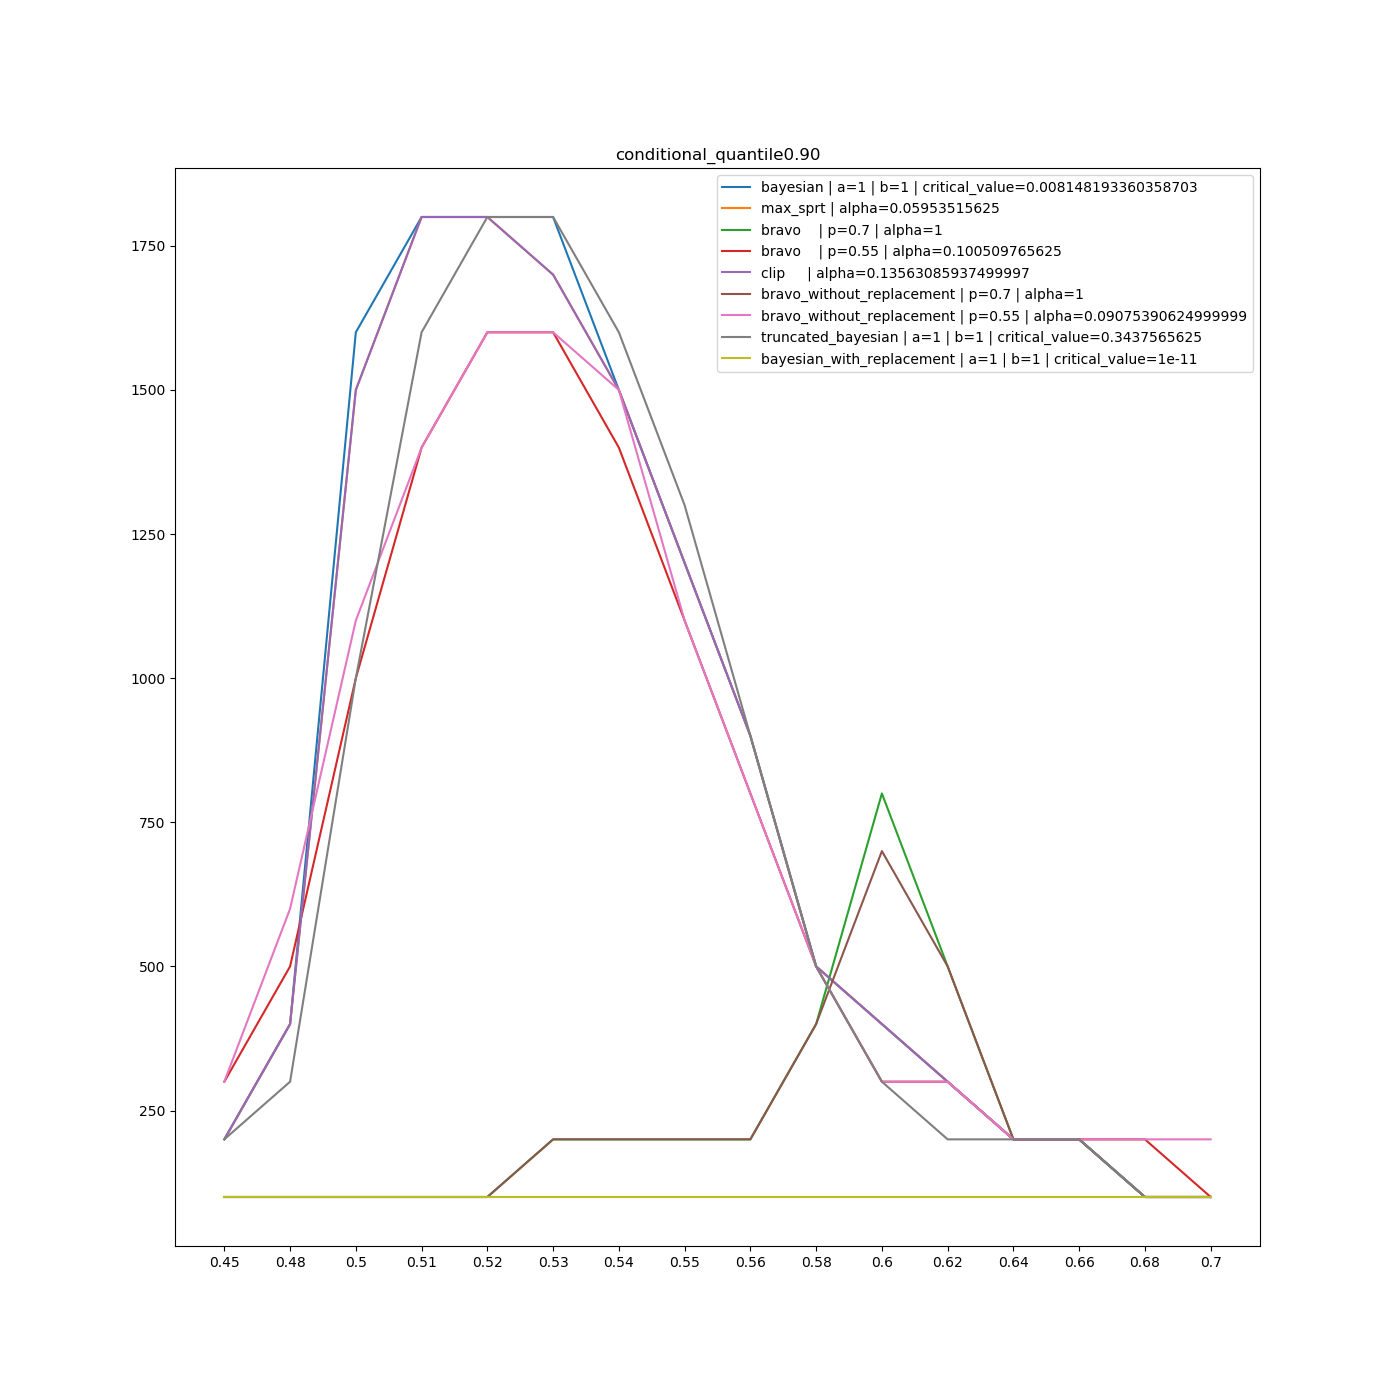 conditional_quantile0.90
bayesian | a=1 | b=1 | critical_value=0.008148193360358703
max_sprt | alpha=0.05953515625
bravo    | p=0.7 | alpha=1
bravo    | p=0.55 | alpha=0.100509765625
clip     | alpha=0.13563085937499997
bravo_without_replacement | p=0.7 | alpha=1
bravo_without_replacement | p=0.55 | alpha=0.09075390624999999
truncated_bayesian | a=1 | b=1 | critical_value=0.3437565625
bayesian_with_replacement | a=1 | b=1 | critical_value=1e-11
1750
1500
1250
1000
750
500
250
0.45 0.48 0.5 0.51 0.52 0.53 0.54 0.55 0.56 0.58 0.6 0.62 0.64 0.66 0.68 0.7